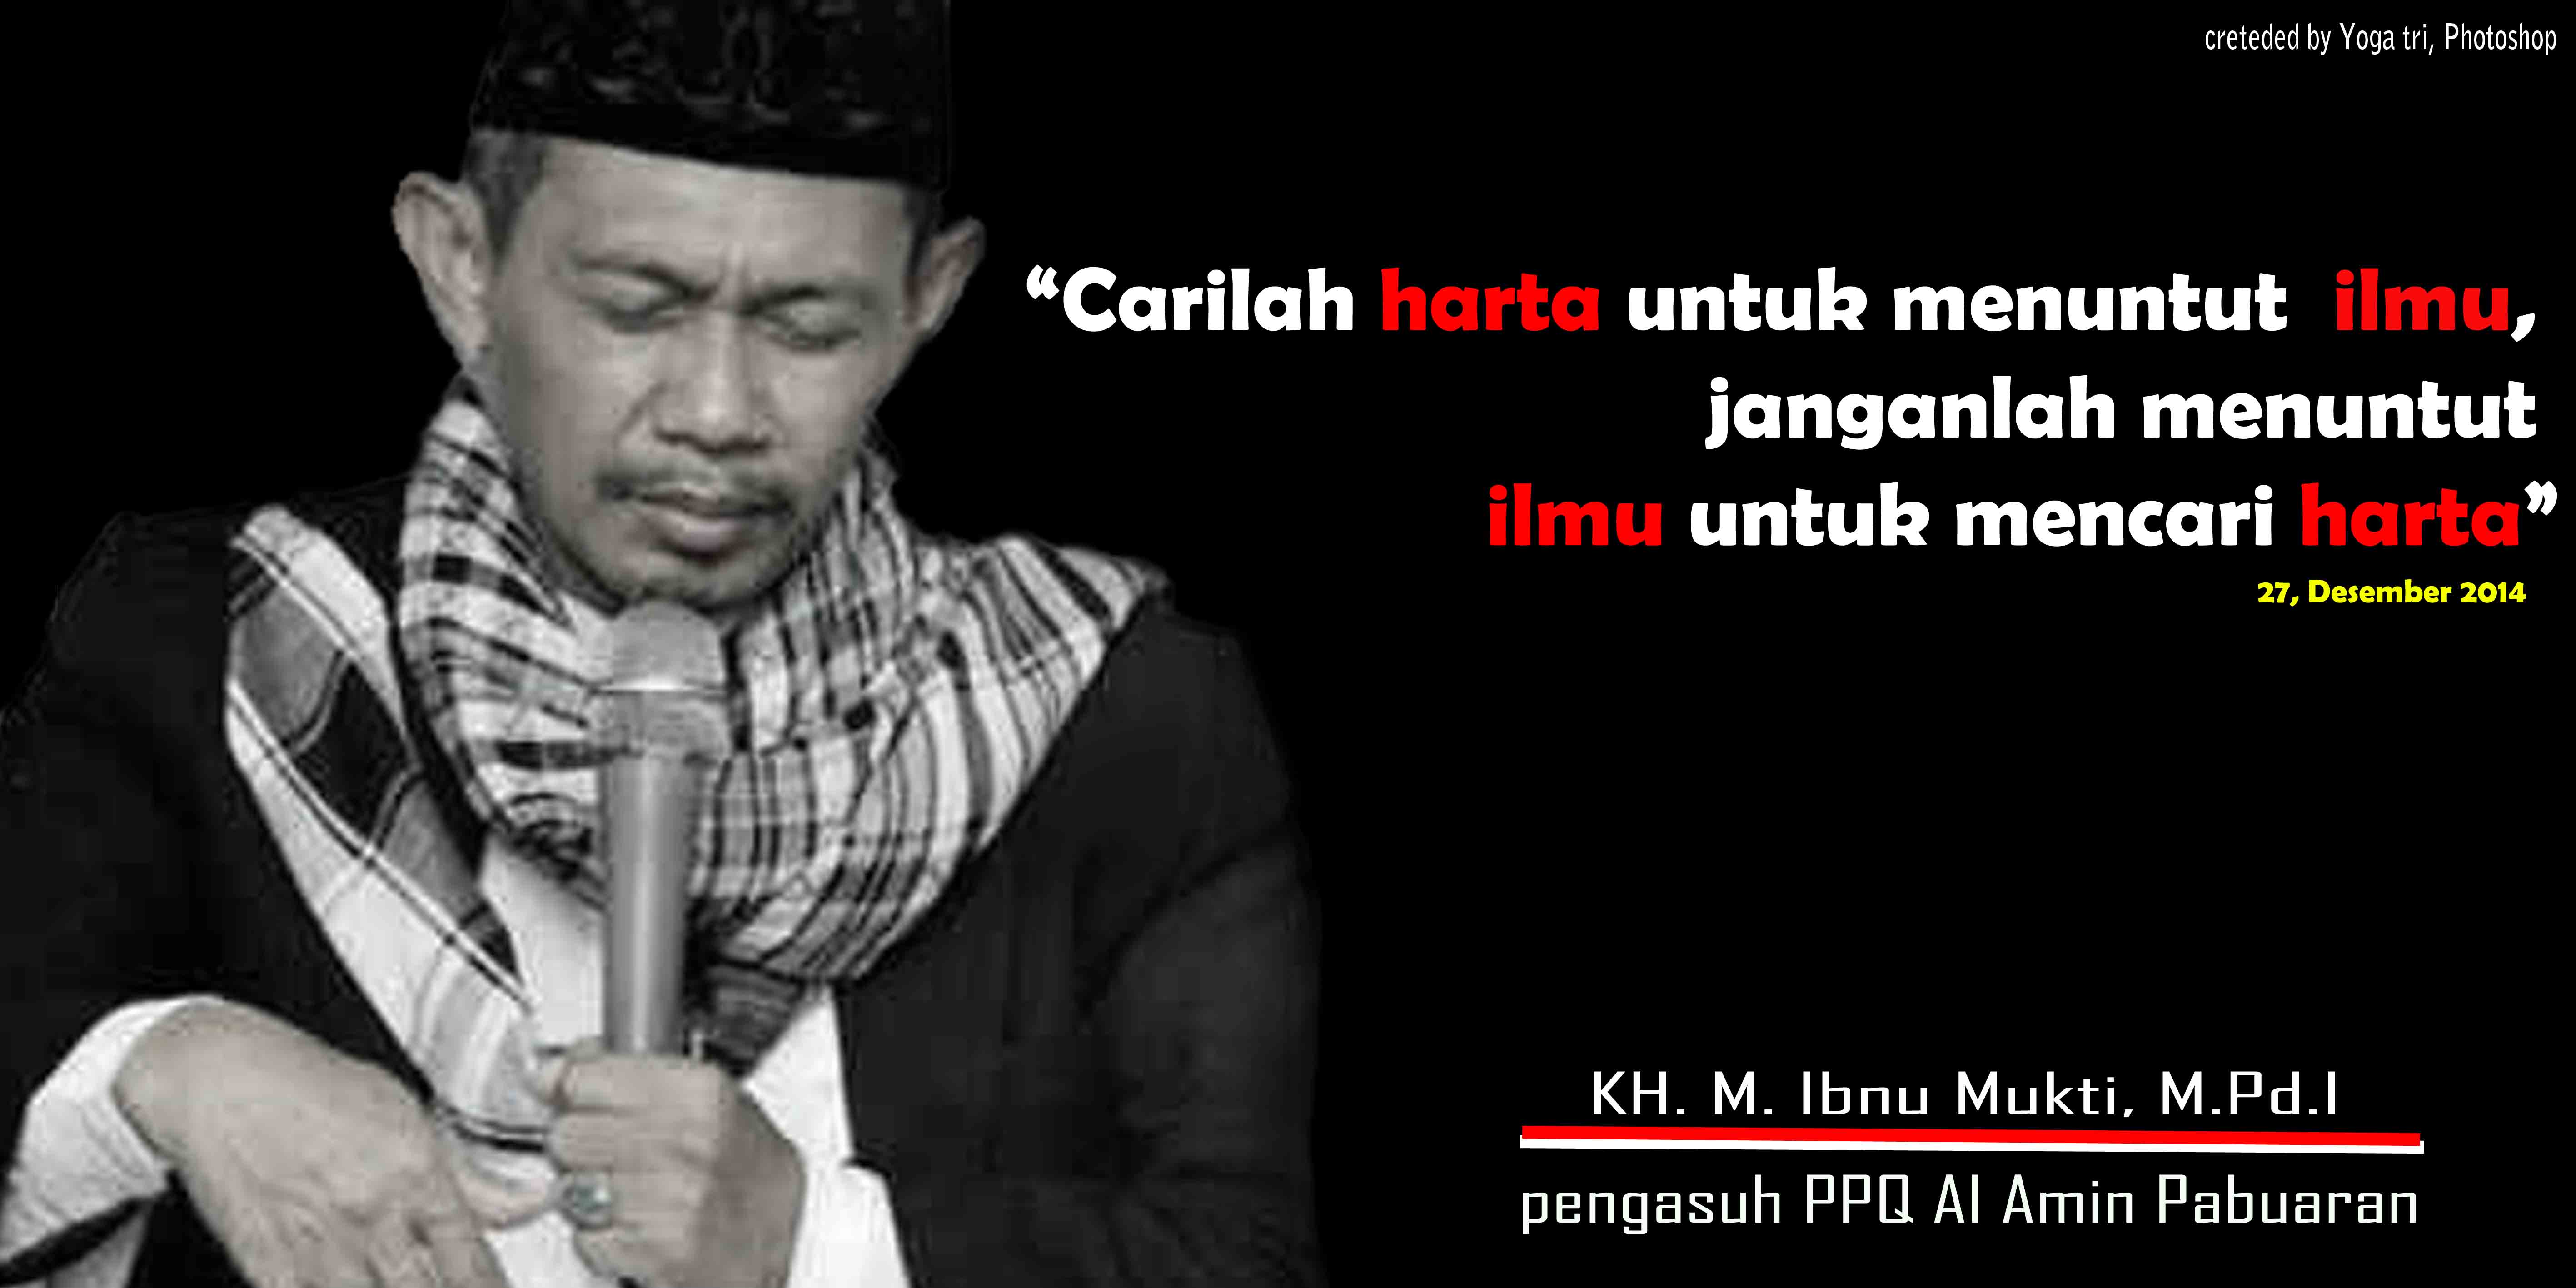 creteded by Yoga tri, Photoshop
“Carilah harta untuk menuntut ilmu,
janganlah menuntut
ilmu untuk mencari harta”
27, Desember 2014
KH. M. Ibnu Mukti, M.Pd.I
pengasuh PPQ Al Amin Pabuaran